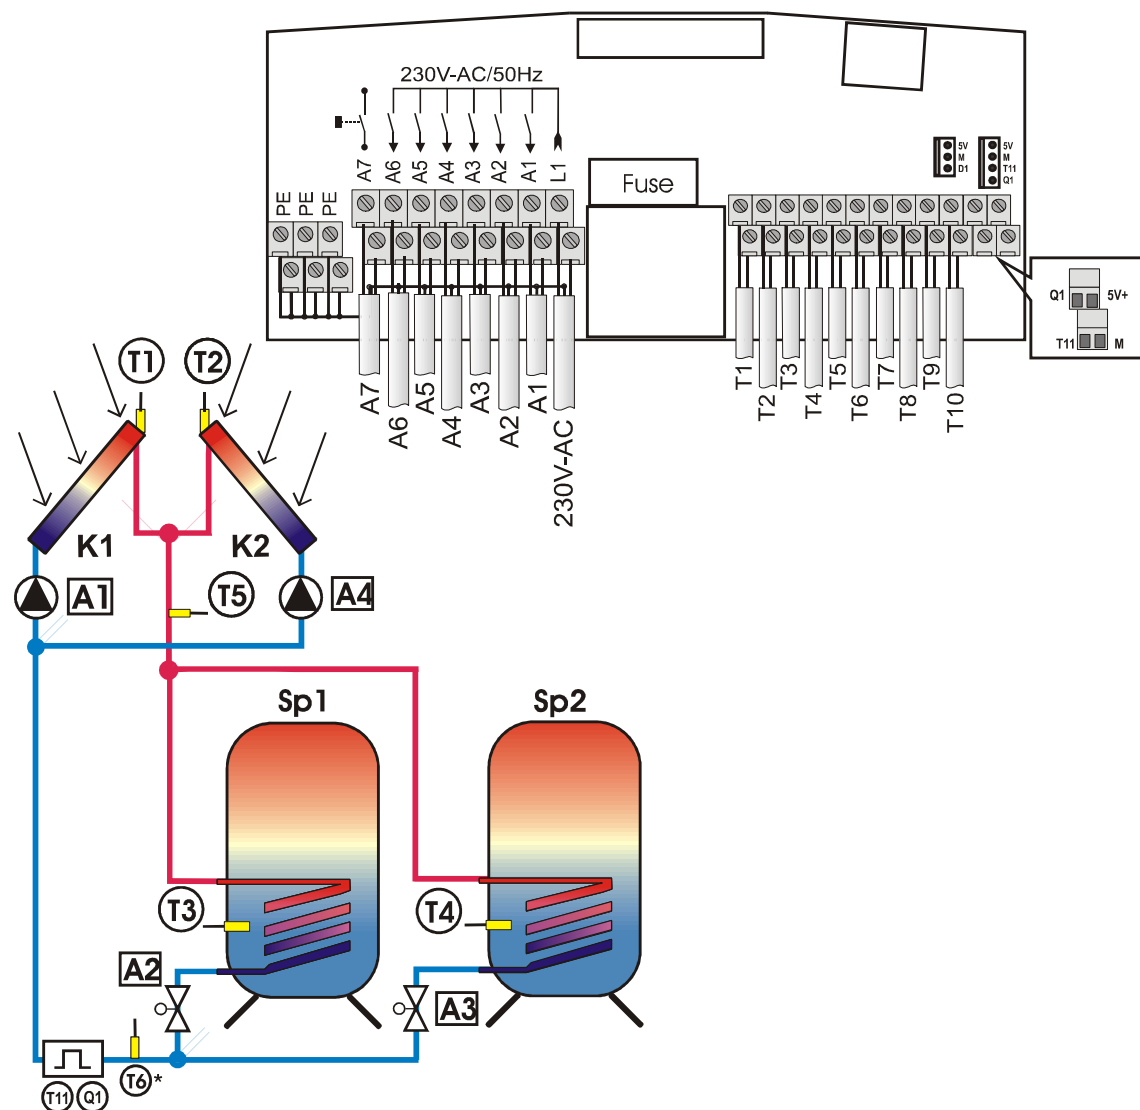 230V-AC/50Hz
A7 A6 A5 A4 A3 A2 A1 L1
PE PE PE
Fuse
5V
M
D1
5V
M
T11
Q1
Q1 5V+
T11 M
A7 A6 A5 A4 A3 A2 A1 230V-AC
T1 T2 T3 T4 T5 T6 T7 T8 T9 T10
T1 T2
K1 K2
A1 T5 A4
Sp1 Sp2
T3 T4
A2 A3
T6*
T11 Q1